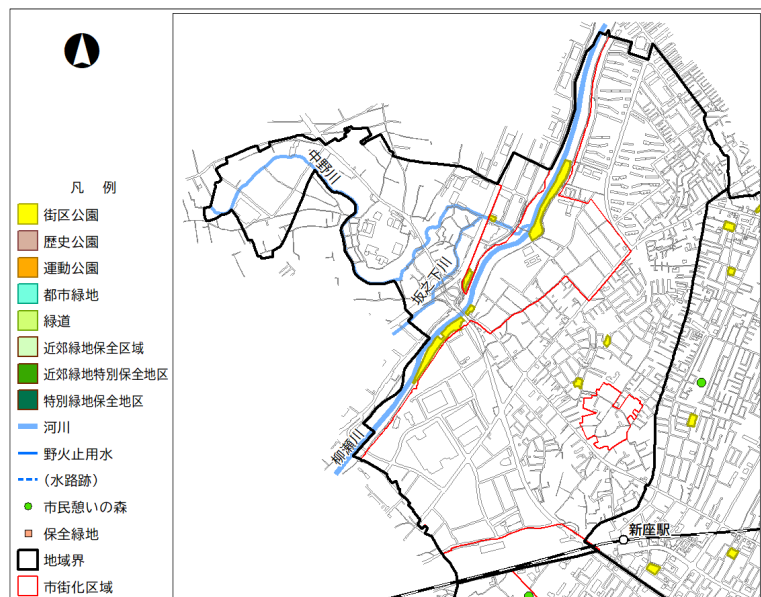 凡 例
街区公園
歴史公園
運動公園
都市緑地
緑道
近郊緑地保全区域
近郊緑地特別保全地区
特別緑地保全地区
河川
野火止用水
（水路跡）
市民憩いの森
保全緑地
地域界
市街化区域
中野川
坂之下川
柳瀬川
新座駅